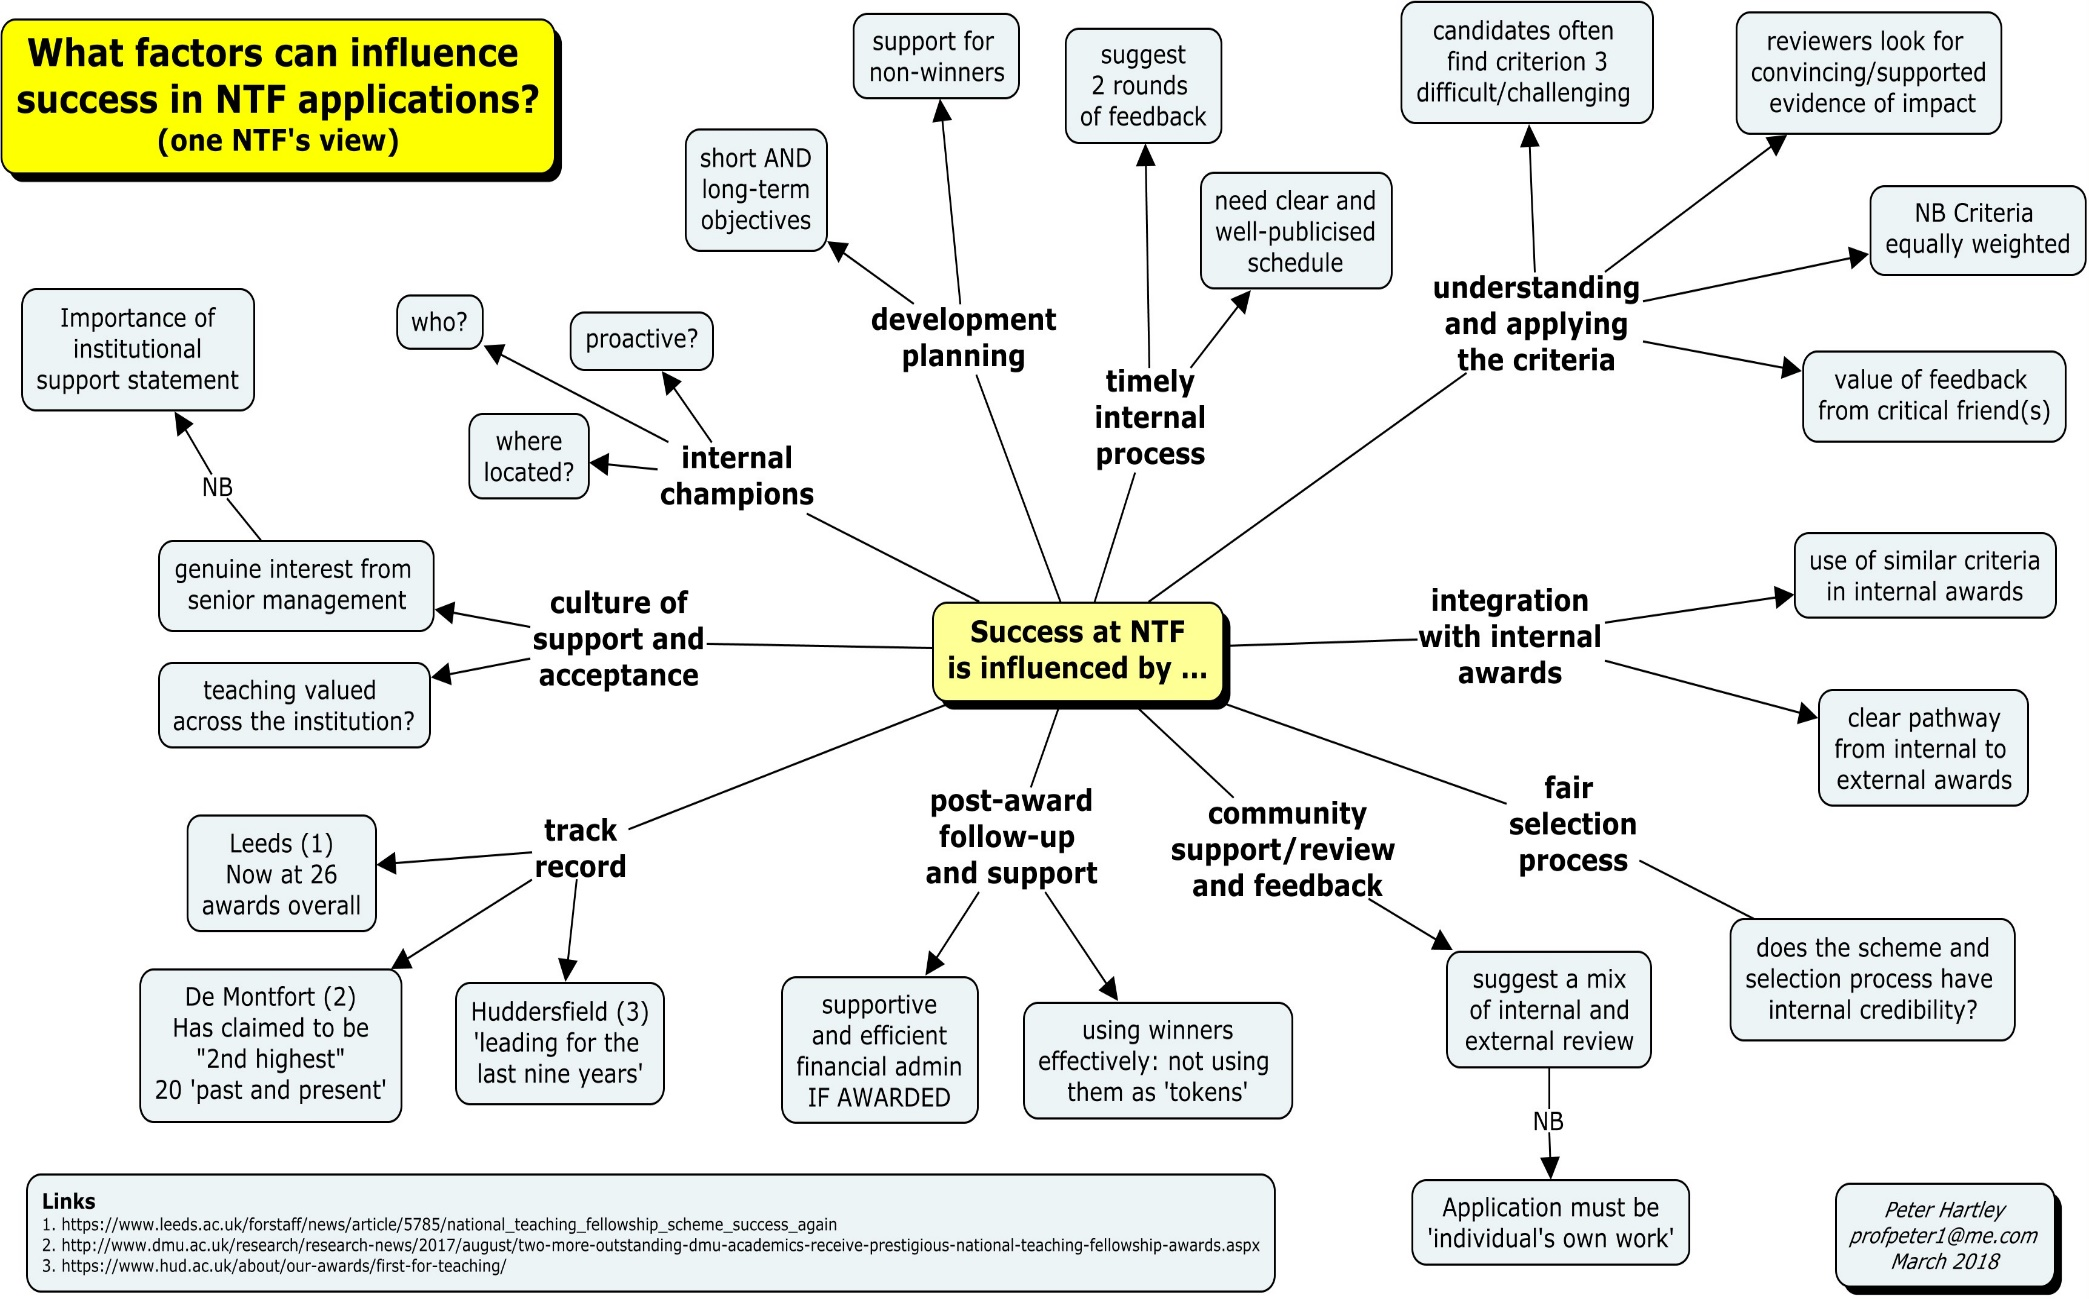 What factors can influence
success in NTF applications?
(one NTF's view)
support for
non-winners
suggest
2 rounds
of feedback
candidates often
find criterion 3
difficult/challenging
reviewers look for
convincing/supported
evidence of impact
short AND
long-term
objectives
need clear and
well-publicised
schedule
NB Criteria
equally weighted
understanding
and applying
the criteria
value of feedback
from critical friend(s)
development
planning
timely
internal
process
Importance of
institutional
support statement
who?
proactive?
where
located?
internal
champions
NB
genuine interest from
senior management
culture of
support and
acceptance
teaching valued
across the institution?
Success at NTF
is influenced by ...
integration
with internal
awards
use of similar criteria
in internal awards
clear pathway
from internal to
external awards
track
record
Leeds (1)
Now at 26
awards overall
De Montfort (2)
Has claimed to be
"2nd highest"
20 'past and present'
Huddersfield (3)
'leading for the
last nine years'
post-award
follow-up
and support
supportive
and efficient
financial admin
IF AWARDED
using winners
effectively: not using
them as 'tokens'
community
support/review
and feedback
suggest a mix
of internal and
external review
NB
Application must be
'individual's own work'
fair
selection
process
does the scheme and
selection process have
internal credibility?
Links
1. https://www.leeds.ac.uk/forstaff/news/article/5785/national_teaching_fellowship_scheme_success_again
2. http://www.dmu.ac.uk/research/research-news/2017/august/two-more-outstanding-dmu-academics-receive-prestigious-national-teaching-fellowship-awards.aspx
3. https://www.hud.ac.uk/about/our-awards/first-for-teaching/
Peter Hartley
profpeter1@me.com
March 2018